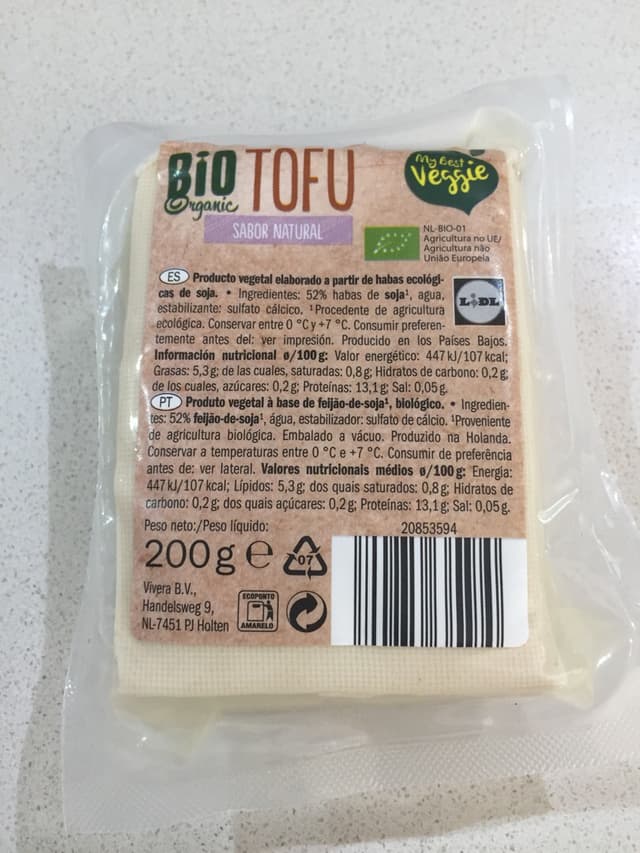 BIO Organic TOFU
My Best Veggie
SABOR NATURAL
NL-BIO-01
Agricultura no UE/
Agricultura não
União Europeia
LIDL
ES Producto vegetal elaborado a partir de habas ecológi-
cas de soja. • Ingredientes: 52% habas de soja¹, agua,
estabilizante: sulfato cálcico. ¹Procedente de agricultura
ecológica. Conservar entre 0 °C y +7 °C. Consumir preferen-
temente antes del: ver impresión. Producido en los Países Bajos.
Información nutricional ø/100 g: Valor energético: 447 kJ/107 kcal;
Grasas: 5,3 g; de las cuales, saturadas: 0,8 g; Hidratos de carbono: 0,2 g;
de los cuales, azúcares: 0,2 g; Proteínas: 13,1 g; Sal: 0,05 g.
PT Produto vegetal à base de feijão-de-soja¹, biológico. • Ingredien-
tes: 52% feijão-de-soja¹, água, estabilizador: sulfato de cálcio. ¹Proveniente
de agricultura biológica. Embalado a vácuo. Produzido na Holanda.
Conservar a temperaturas entre 0 °C e +7 °C. Consumir de preferência
antes de: ver lateral. Valores nutricionais médios ø/100 g: Energia:
447 kJ/107 kcal; Lípidos: 5,3 g; dos quais saturados: 0,8 g; Hidratos de
carbono: 0,2 g; dos quais açúcares: 0,2 g; Proteínas: 13,1 g; Sal: 0,05 g.
Peso neto:/Peso líquido:
20853594
200 g e
07
Vivera B.V.,
Handelsweg 9,
NL-7451 PJ Holten
ECOPONTO
AMARELO